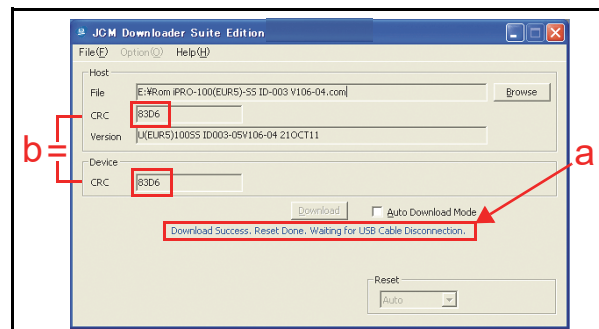 JCM Downloader Suite Edition
File(F) Option(O) Help(H)
Host
File E:¥Rom iPRO-100(EUR5)-SS ID-003 V106-04.com Browse
CRC 83D6
Version U(EUR5)100SS ID003-05V106-04 21OCT11
Device
CRC 83D6
Download Auto Download Mode
Download Success. Reset Done. Waiting for USB Cable Disconnection.
Reset
Auto
b
a